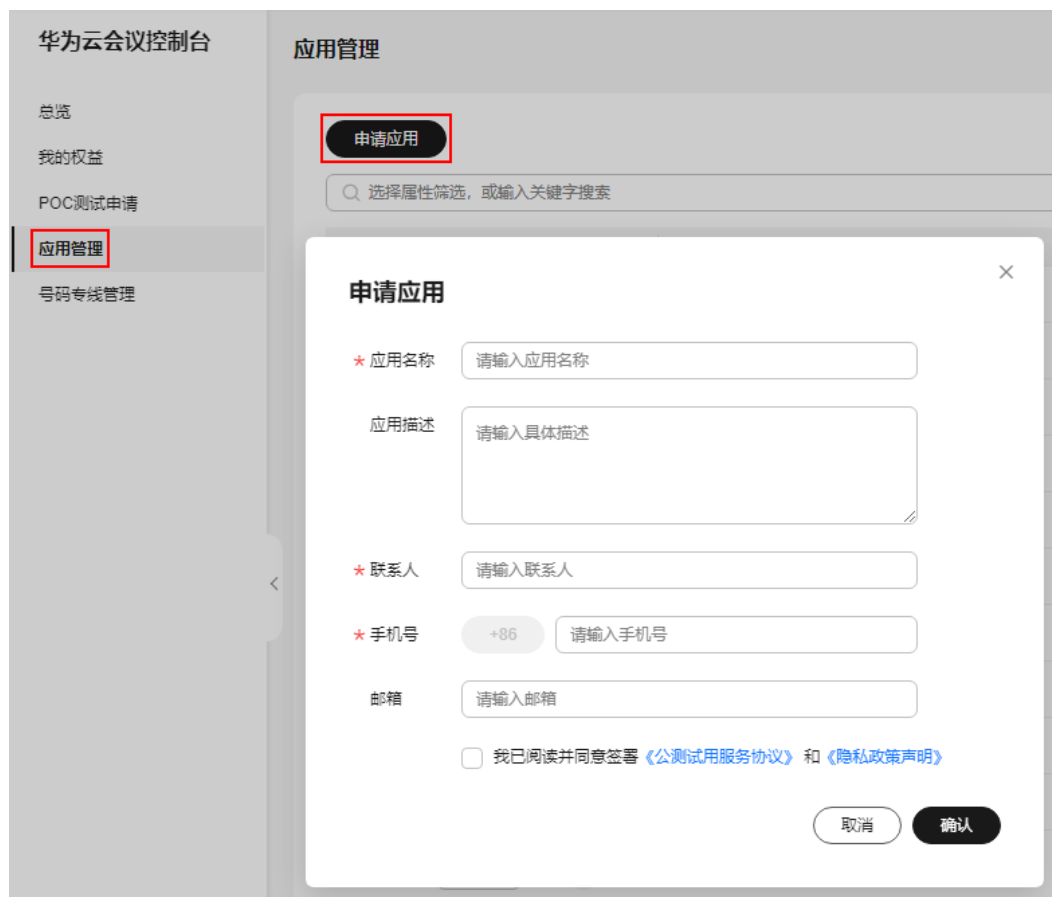 华为云会议控制台
总览
我的权益
POC测试申请
应用管理
号码专线管理
应用管理
申请应用
选择属性筛选，或输入关键字搜索
申请应用
* 应用名称 请输入应用名称
应用描述 请输入具体描述
* 联系人 请输入联系人
* 手机号 +86 请输入手机号
邮箱 请输入邮箱
我已阅读并同意签署《公测试用服务协议》 和《隐私政策声明》
取消 确认